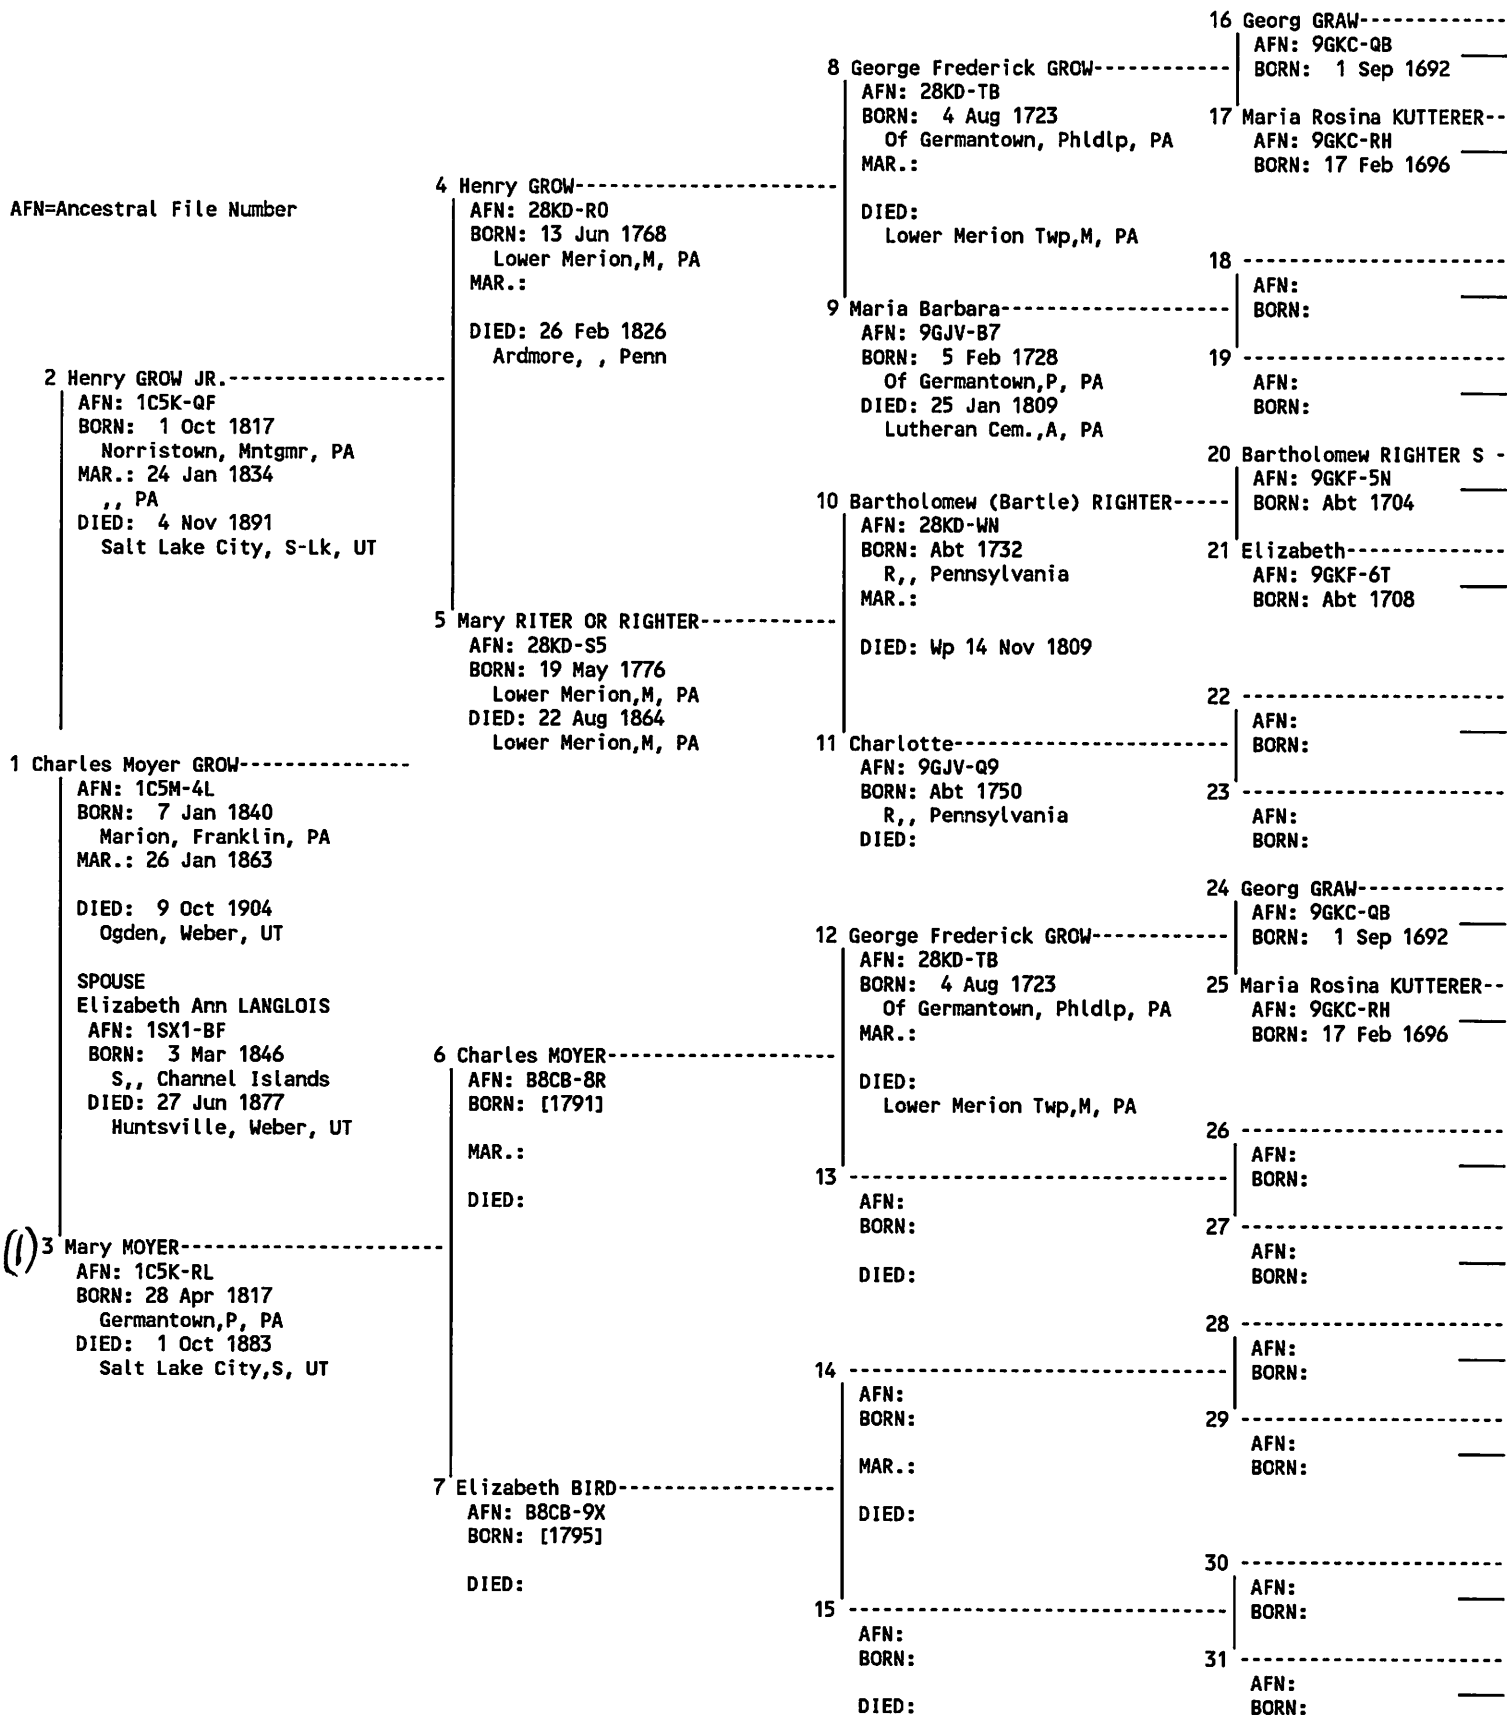 AFN=Ancestral File Number
1 Charles Moyer GROW
AFN: 1C5M-4L
BORN: 7 Jan 1840
Marion, Franklin, PA
MAR.: 26 Jan 1863
DIED: 9 Oct 1904
Ogden, Weber, UT
SPOUSE
Elizabeth Ann LANGLOIS
AFN: 1SX1-BF
BORN: 3 Mar 1846
S,, Channel Islands
DIED: 27 Jun 1877
Huntsville, Weber, UT
2 Henry GROW JR.
AFN: 1C5K-QF
BORN: 1 Oct 1817
Norristown, Mntgmr, PA
MAR.: 24 Jan 1834
,, PA
DIED: 4 Nov 1891
Salt Lake City, S-Lk, UT
(1) 3 Mary MOYER
AFN: 1C5K-RL
BORN: 28 Apr 1817
Germantown,P, PA
DIED: 1 Oct 1883
Salt Lake City,S, UT
4 Henry GROW
AFN: 28KD-R0
BORN: 13 Jun 1768
Lower Merion,M, PA
MAR.:
DIED: 26 Feb 1826
Ardmore, , Penn
5 Mary RITER OR RIGHTER
AFN: 28KD-S5
BORN: 19 May 1776
Lower Merion,M, PA
DIED: 22 Aug 1864
Lower Merion,M, PA
6 Charles MOYER
AFN: B8CB-8R
BORN: [1791]
MAR.:
DIED:
7 Elizabeth BIRD
AFN: B8CB-9X
BORN: [1795]
DIED:
8 George Frederick GROW
AFN: 28KD-TB
BORN: 4 Aug 1723
Of Germantown, Phldlp, PA
MAR.:
DIED:
Lower Merion Twp,M, PA
9 Maria Barbara
AFN: 9GJV-B7
BORN: 5 Feb 1728
Of Germantown,P, PA
DIED: 25 Jan 1809
Lutheran Cem.,A, PA
10 Bartholomew (Bartle) RIGHTER
AFN: 28KD-WN
BORN: Abt 1732
R,, Pennsylvania
MAR.:
DIED: Wp 14 Nov 1809
11 Charlotte
AFN: 9GJV-Q9
BORN: Abt 1750
R,, Pennsylvania
DIED:
12 George Frederick GROW
AFN: 28KD-TB
BORN: 4 Aug 1723
Of Germantown, Phldlp, PA
MAR.:
DIED:
Lower Merion Twp,M, PA
13
AFN:
BORN:
DIED:
14
AFN:
BORN:
MAR.:
DIED:
15
AFN:
BORN:
DIED:
16 Georg GRAW
AFN: 9GKC-QB
BORN: 1 Sep 1692
17 Maria Rosina KUTTERER
AFN: 9GKC-RH
BORN: 17 Feb 1696
18
AFN:
BORN:
19
AFN:
BORN:
20 Bartholomew RIGHTER S
AFN: 9GKF-5N
BORN: Abt 1704
21 Elizabeth
AFN: 9GKF-6T
BORN: Abt 1708
22
AFN:
BORN:
23
AFN:
BORN:
24 Georg GRAW
AFN: 9GKC-QB
BORN: 1 Sep 1692
25 Maria Rosina KUTTERER
AFN: 9GKC-RH
BORN: 17 Feb 1696
26
AFN:
BORN:
27
AFN:
BORN:
28
AFN:
BORN:
29
AFN:
BORN:
30
AFN:
BORN:
31
AFN:
BORN: